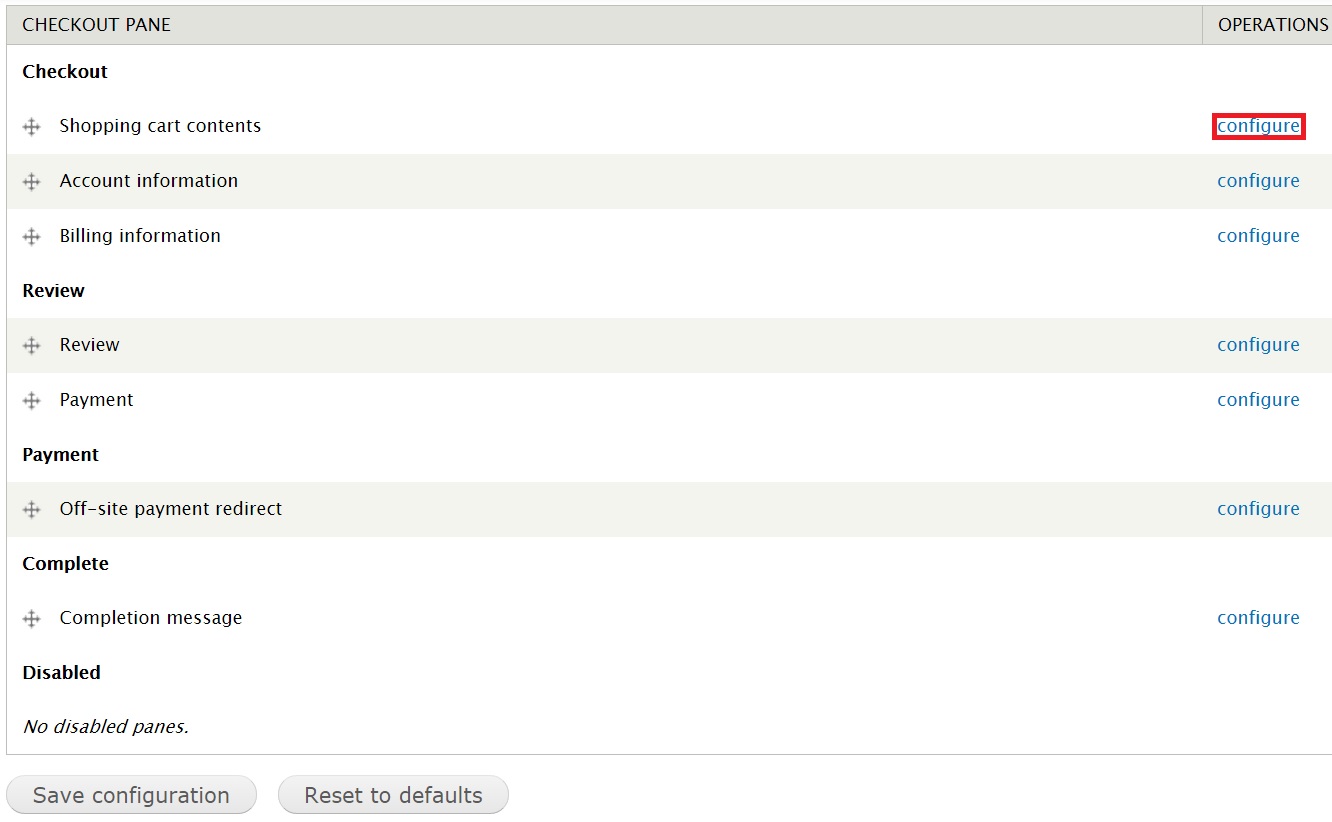 CHECKOUT PANE OPERATIONS
Checkout
Shopping cart contents configure
Account information configure
Billing information configure
Review
Review configure
Payment configure
Payment
Off-site payment redirect configure
Complete
Completion message configure
Disabled
No disabled panes.
Save configuration Reset to defaults